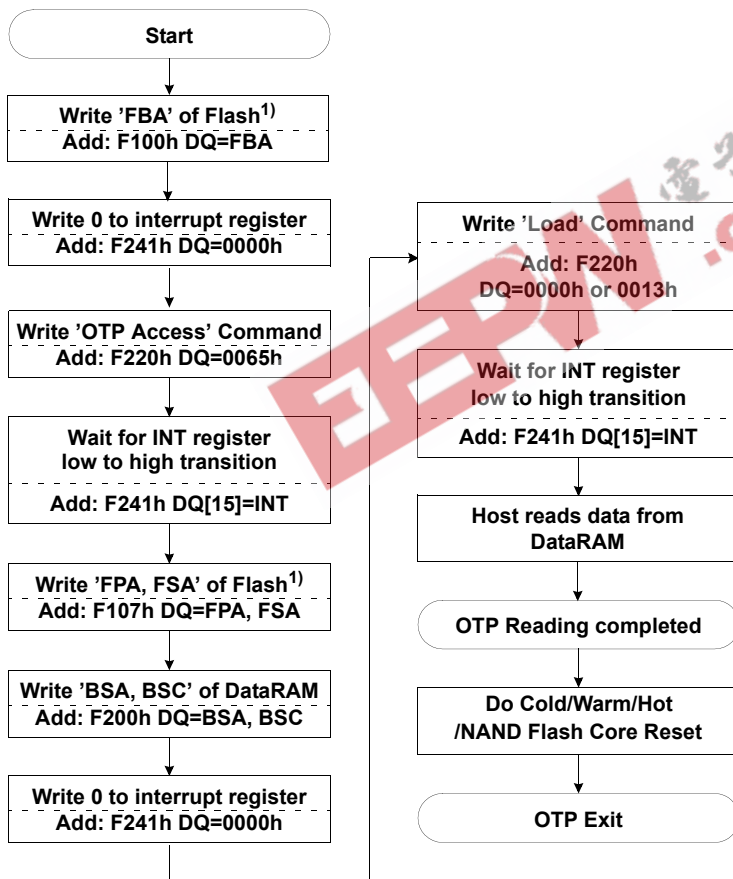 Start
Write ’FBA’ of Flash1)
Add: F100h DQ=FBA
Write 0 to interrupt register
Add: F241h DQ=0000h
Write ’OTP Access’ Command
Add: F220h DQ=0065h
Wait for INT register
low to high transition
Add: F241h DQ[15]=INT
Write ’FPA, FSA’ of Flash1)
Add: F107h DQ=FPA, FSA
Write ’BSA, BSC’ of DataRAM
Add: F200h DQ=BSA, BSC
Write 0 to interrupt register
Add: F241h DQ=0000h
Write ’Load’ Command
Add: F220h
DQ=0000h or 0013h
Wait for INT register
low to high transition
Add: F241h DQ[15]=INT
Host reads data from
DataRAM
OTP Reading completed
Do Cold/Warm/Hot
/NAND Flash Core Reset
OTP Exit
EEPW